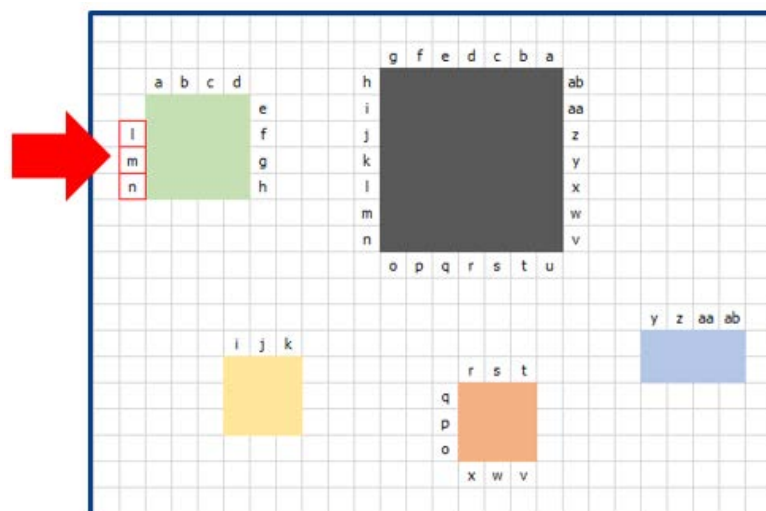 g f e d c b a
a b c d
h
ab
e
i
aa
l
f
j
z
m
g
k
y
n
h
l
x
m
w
n
v
o p q r s t u
y z aa ab
i j k
r s t
q
p
o
x w v